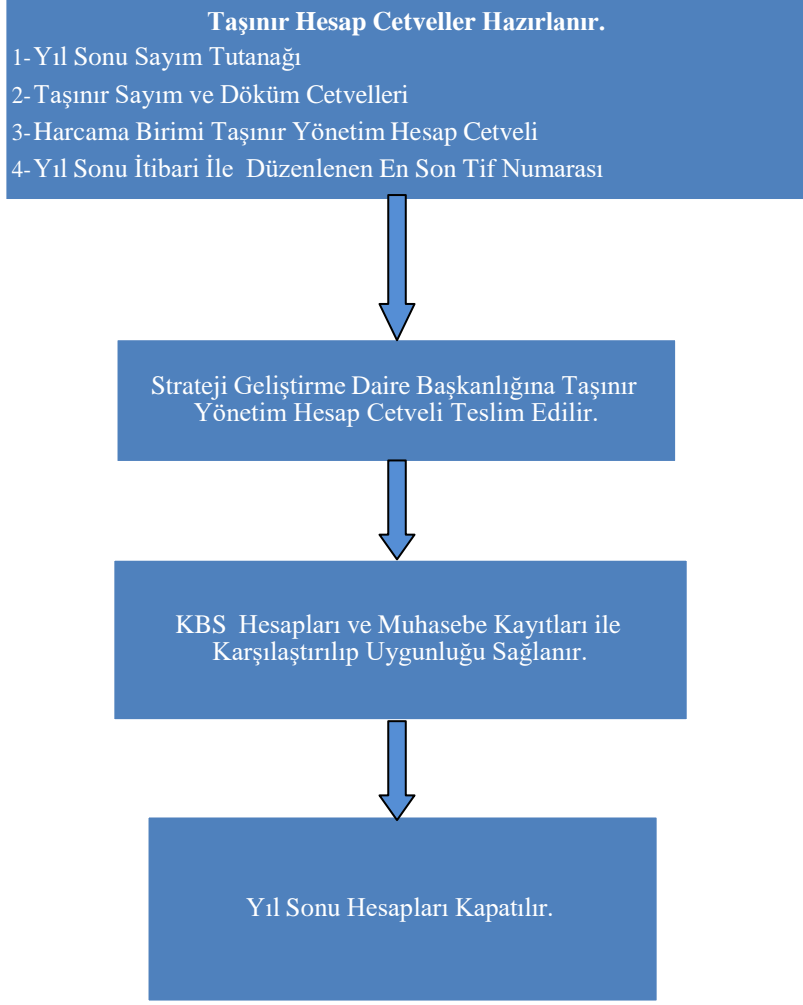 Taşınır Hesap Cetveller Hazırlanır.
1-Yıl Sonu Sayım Tutanağı
2-Taşınır Sayım ve Döküm Cetvelleri
3-Harcama Birimi Taşınır Yönetim Hesap Cetveli
4-Yıl Sonu İtibari İle Düzenlenen En Son Tif Numarası
Strateji Geliştirme Daire Başkanlığına Taşınır
Yönetim Hesap Cetveli Teslim Edilir.
KBS Hesapları ve Muhasebe Kayıtları ile
Karşılaştırılıp Uygunluğu Sağlanır.
Yıl Sonu Hesapları Kapatılır.